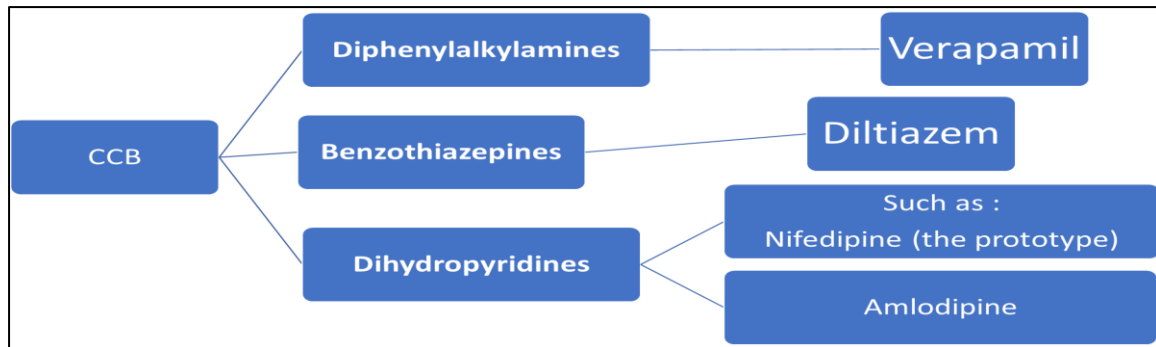 CCB
Diphenylalkylamines
Verapamil
Benzothiazepines
Diltiazem
Dihydropyridines
Such as :
Nifedipine (the prototype)
Amlodipine